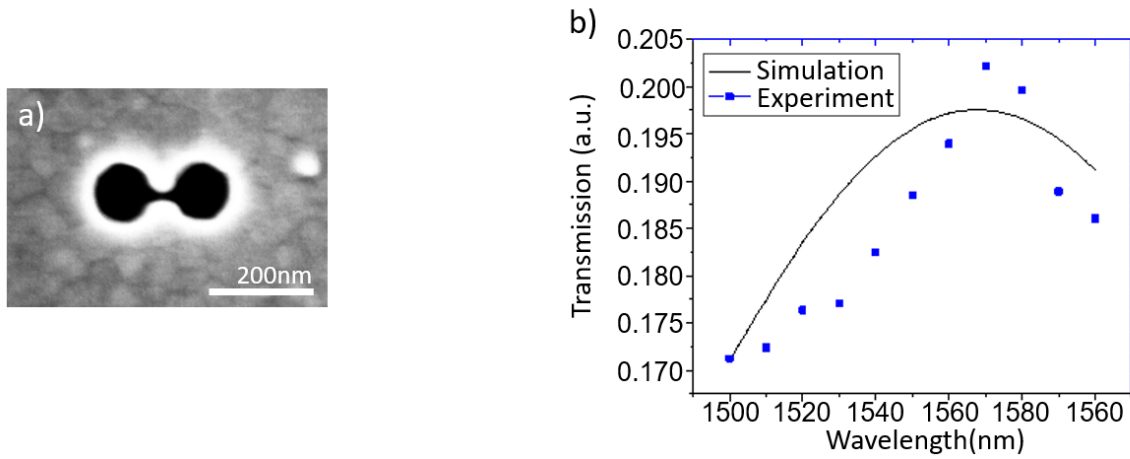 a)
200nm
b)
Transmission (a.u.)
0.205
0.200
0.195
0.190
0.185
0.180
0.175
0.170
Simulation
Experiment
1500 1520 1540 1560 1580 1560
Wavelength(nm)